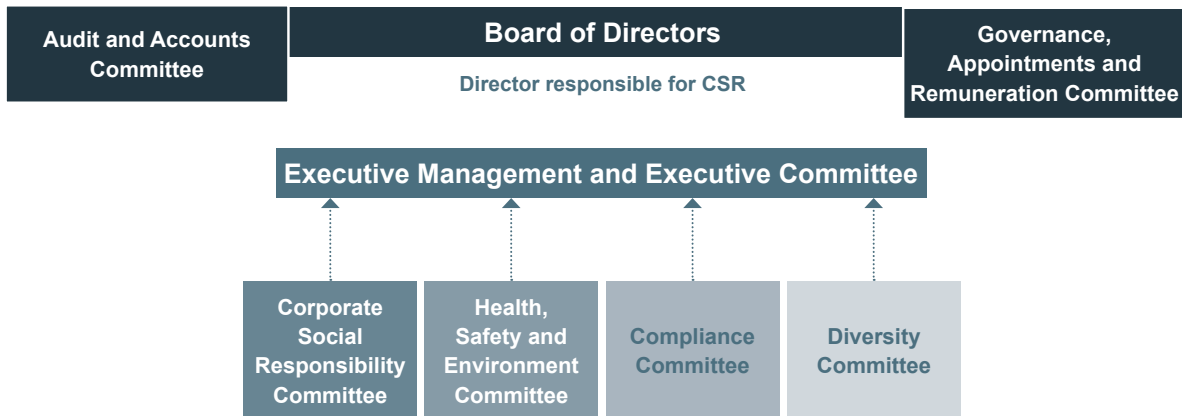 Audit and Accounts
Committee
Board of Directors
Director responsible for CSR
Governance,
Appointments and
Remuneration Committee
Executive Management and Executive Committee
Corporate
Social
Responsibility
Committee
Health,
Safety and
Environment
Committee
Compliance
Committee
Diversity
Committee